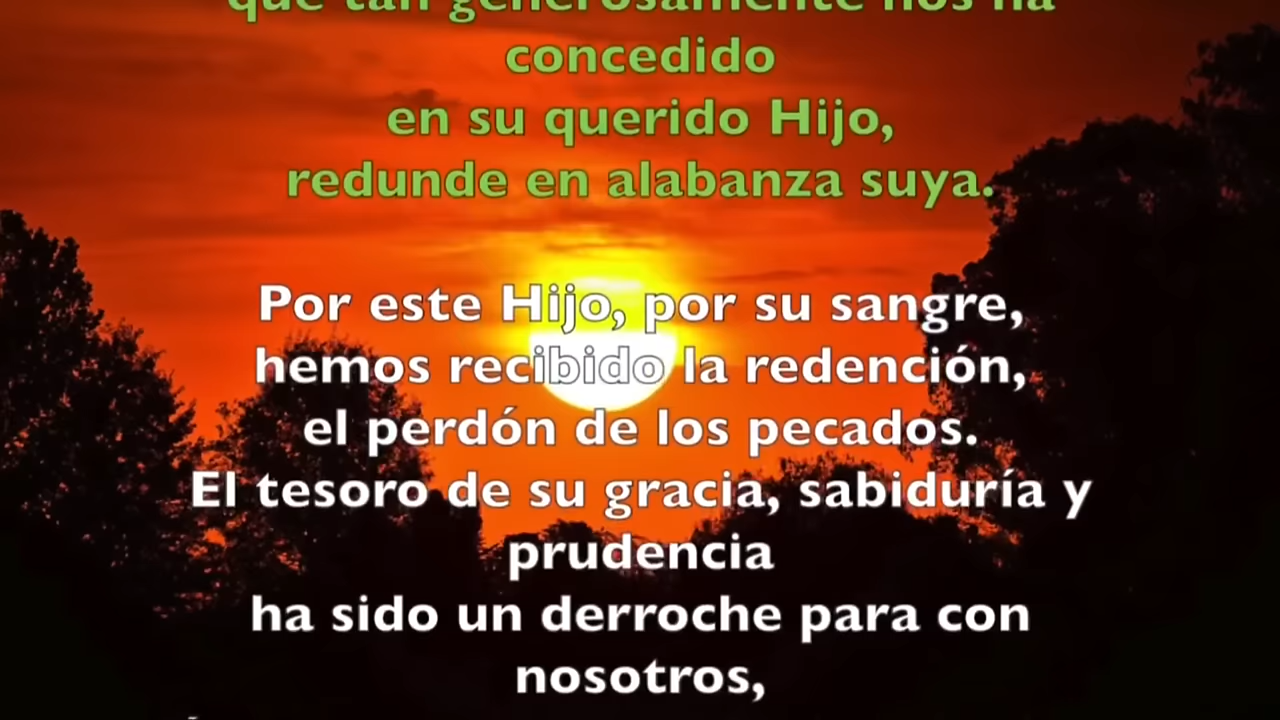 que tan generosamente nos ha
concedido
en su querido Hijo,
redunde en alabanza suya.
Por este Hijo, por su sangre,
hemos recibido la redención,
el perdón de los pecados.
El tesoro de su gracia, sabiduría y
prudencia
ha sido un derroche para con
nosotros,